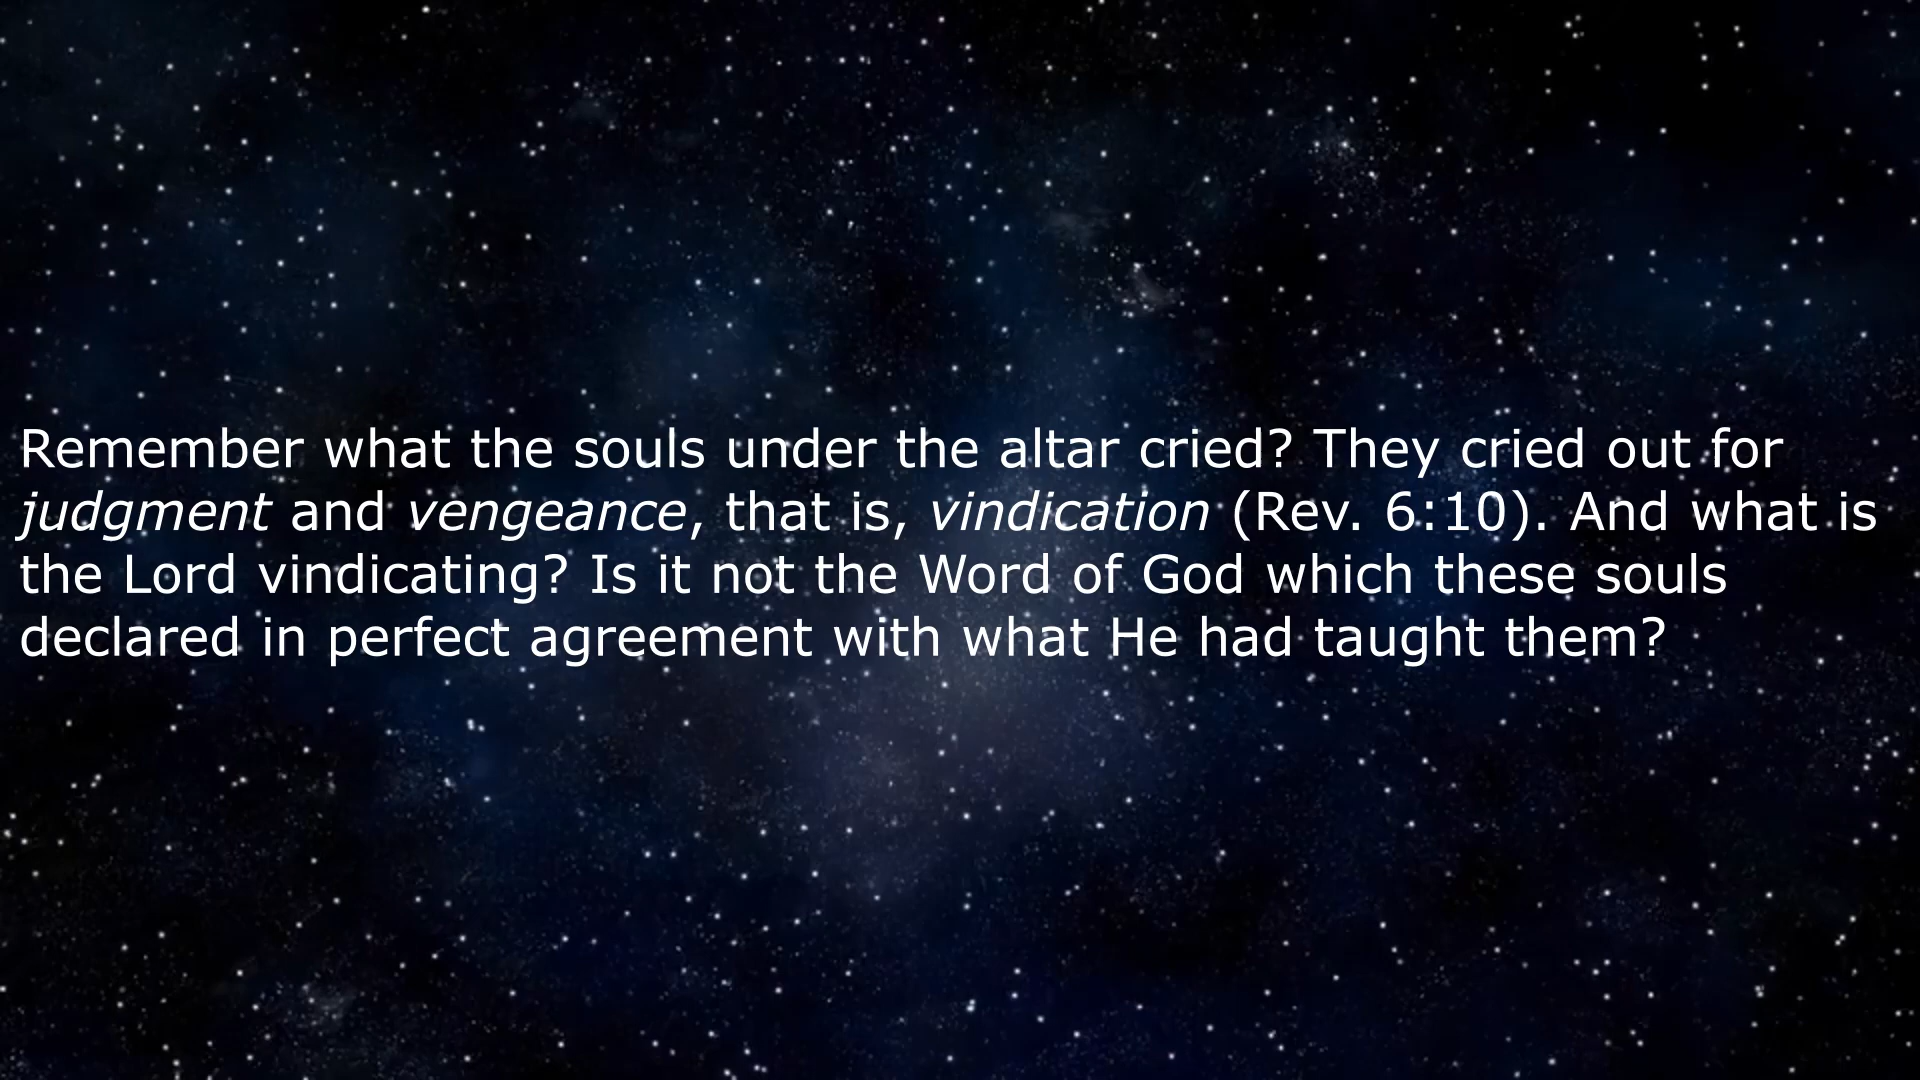 Remember what the souls under the altar cried? They cried out for
judgment and vengeance, that is, vindication (Rev. 6:10). And what is
the Lord vindicating? Is it not the Word of God which these souls
declared in perfect agreement with what He had taught them?